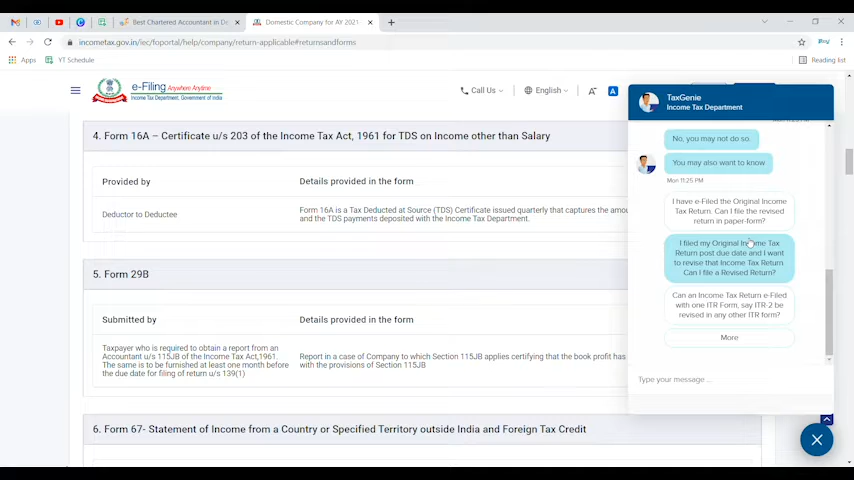 Best Chartered Accountant in De
Domestic Company for AY 2021-
incometax.gov.in/iec/foportal/help/company/return-applicable#returnsandforms
Apps
YT Schedule
Reading list
e-Filing Anywhere Anytime
Income Tax Department, Government of India
Call Us
English
A
4. Form 16A – Certificate u/s 203 of the Income Tax Act, 1961 for TDS on Income other than Salary
Provided by
Details provided in the form
Deductor to Deductee
Form 16A is a Tax Deducted at Source (TDS) Certificate issued quarterly that captures the amou
and the TDS payments deposited with the Income Tax Department.
5. Form 29B
Submitted by
Details provided in the form
Taxpayer who is required to obtain a report from an
Accountant u/s 115JB of the Income Tax Act,1961.
The same is to be furnished at least one month before
the due date for filing of return u/s 139(1)
Report in a case of Company to which Section 115JB applies certifying that the book profit has
with the provisions of Section 115JB
6. Form 67- Statement of Income from a Country or Specified Territory outside India and Foreign Tax Credit
TaxGenie
Income Tax Department
No, you may not do so.
You may also want to know
Mon 11:25 PM
I have e-Filed the Original Income
Tax Return. Can I file the revised
return in paper-form?
I filed my Original Income Tax
Return post due date and I want
to revise that Income Tax Return.
Can I file a Revised Return?
Can an Income Tax Return e-Filed
with one ITR Form, say ITR-2 be
revised in any other ITR form?
More
Type your message ...